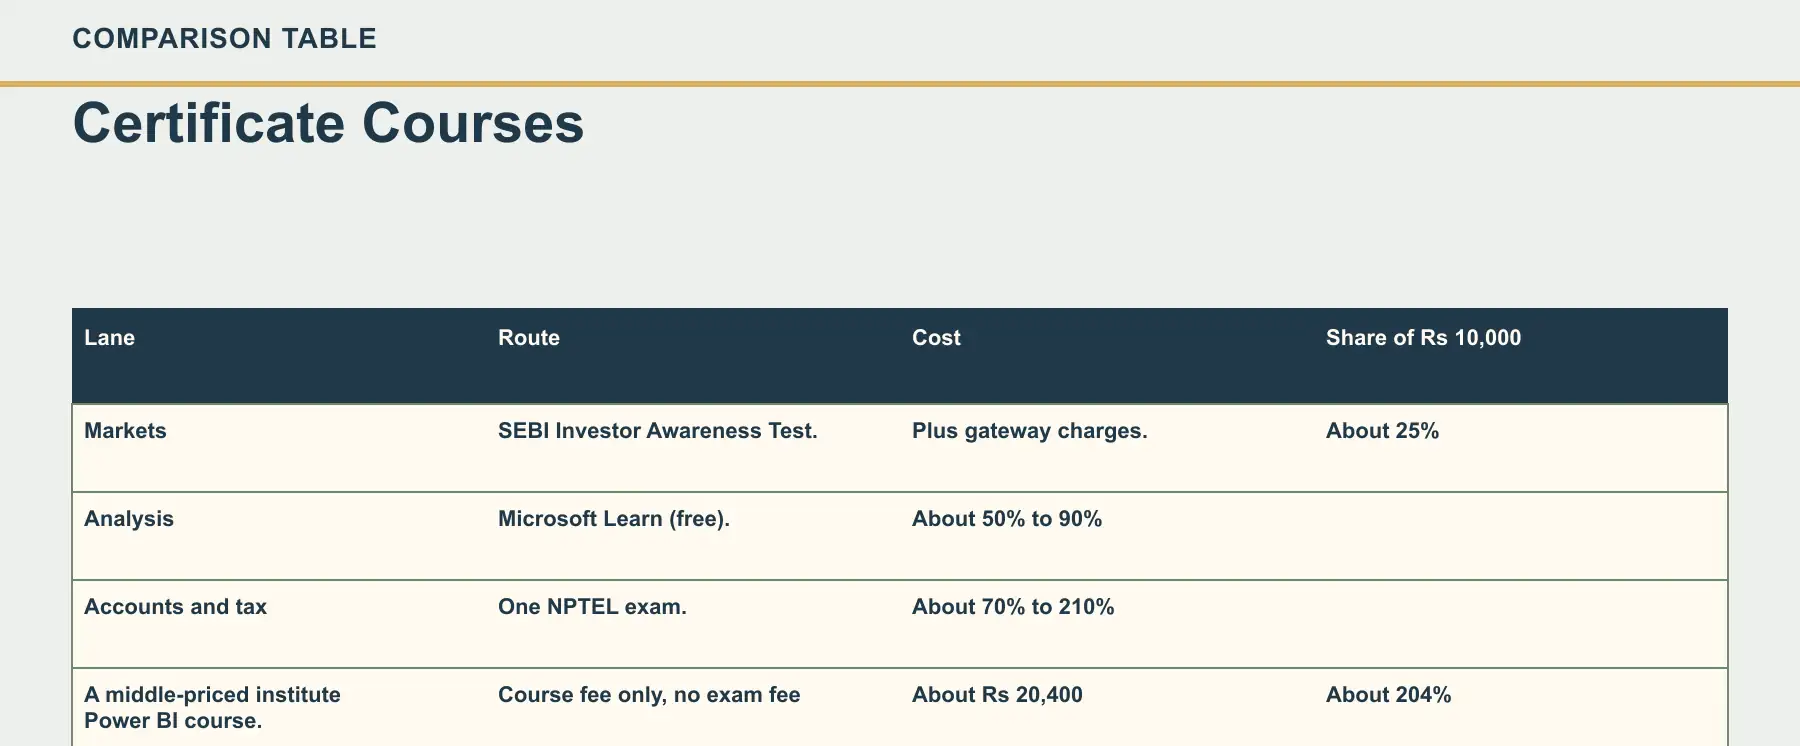 COMPARISON TABLE
Certificate Courses
Lane Route Cost Share of Rs 10,000
Markets SEBI Investor Awareness Test. Plus gateway charges. About 25%
Analysis Microsoft Learn (free). About 50% to 90%
Accounts and tax One NPTEL exam. About 70% to 210%
A middle-priced institute Course fee only, no exam fee About Rs 20,400 About 204%
Power BI course.